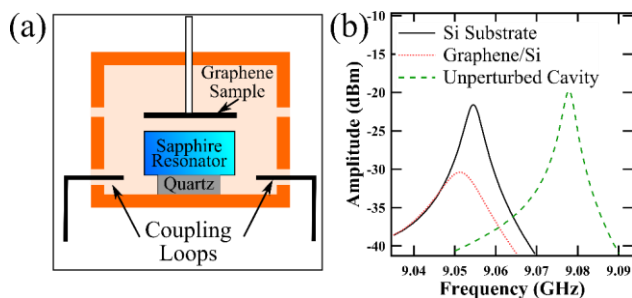 (a)
Graphene
Sample
Sapphire
Resonator
Quartz
Coupling
Loops
(b)
Si Substrate
Graphene/Si
Unperturbed Cavity
Amplitude (dBm)
-10
-15
-20
-25
-30
-35
-40
9.04 9.05 9.06 9.07 9.08 9.09
Frequency (GHz)